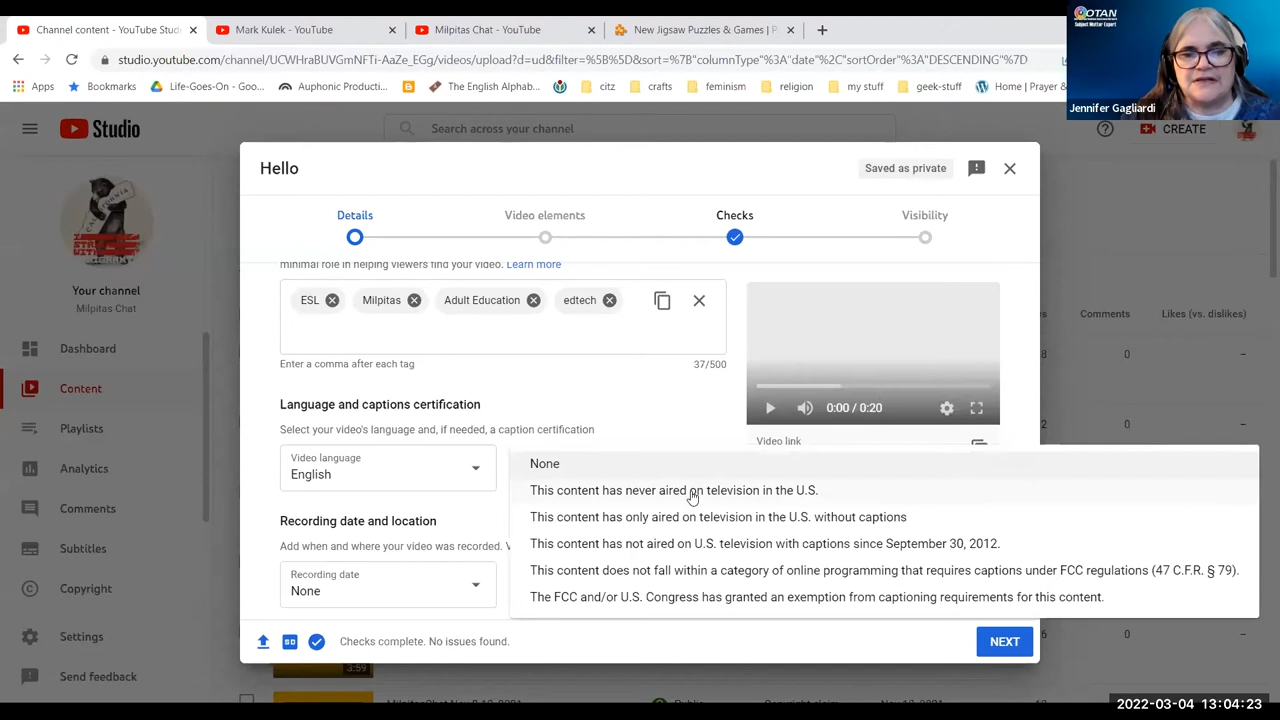 Channel content - YouTube Stud
Mark Kulek - YouTube
Milpitas Chat - YouTube
New Jigsaw Puzzles & Games | P
studio.youtube.com/channel/UCWHraBUVGmNFTi-AaZe_EGg/videos/upload?d=ud&filter=%5B%5D&sort=%7B"columnType"%3A"date"%2C"sortOrder"%3A"DESCENDING"%7D
Apps
Bookmarks
Life-Goes-On - Goo...
Auphonic Productio...
The English Alphab...
citz
crafts
feminism
religion
my stuff
geek-stuff
Home | Prayer &
OTAN
Subject Matter Expert
Jennifer Gagliardi
Studio
Search across your channel
CREATE
Hello
Saved as private
Details
Video elements
Checks
Visibility
minimal role in helping viewers find your video. Learn more
ESL
Milpitas
Adult Education
edtech
Enter a comma after each tag
37/500
Language and captions certification
Select your video's language and, if needed, a caption certification
Video language
English
0:00 / 0:20
Video link
None
This content has never aired on television in the U.S.
This content has only aired on television in the U.S. without captions
This content has not aired on U.S. television with captions since September 30, 2012.
This content does not fall within a category of online programming that requires captions under FCC regulations (47 C.F.R. § 79).
The FCC and/or U.S. Congress has granted an exemption from captioning requirements for this content.
Recording date and location
Add when and where your video was recorded.
Recording date
None
Checks complete. No issues found.
NEXT
Your channel
Milpitas Chat
Dashboard
Content
Playlists
Analytics
Comments
Subtitles
Copyright
Settings
Send feedback
Comments
Likes (vs. dislikes)
0
–
0
–
0
–
3:59
Public
Copyright claim
2022-03-04 13:04:23